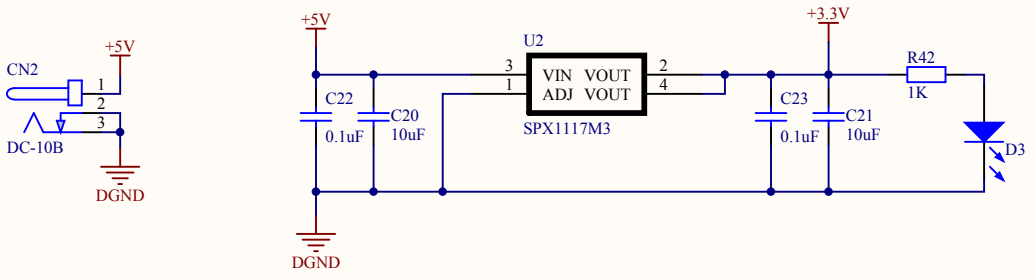 +5V
CN2
1
2
3
DC-10B
DGND
+5V
C22
0.1uF
C20
10uF
DGND
U2
3 VIN VOUT 2
1 ADJ VOUT 4
SPX1117M3
+3.3V
C23
0.1uF
C21
10uF
R42
1K
D3